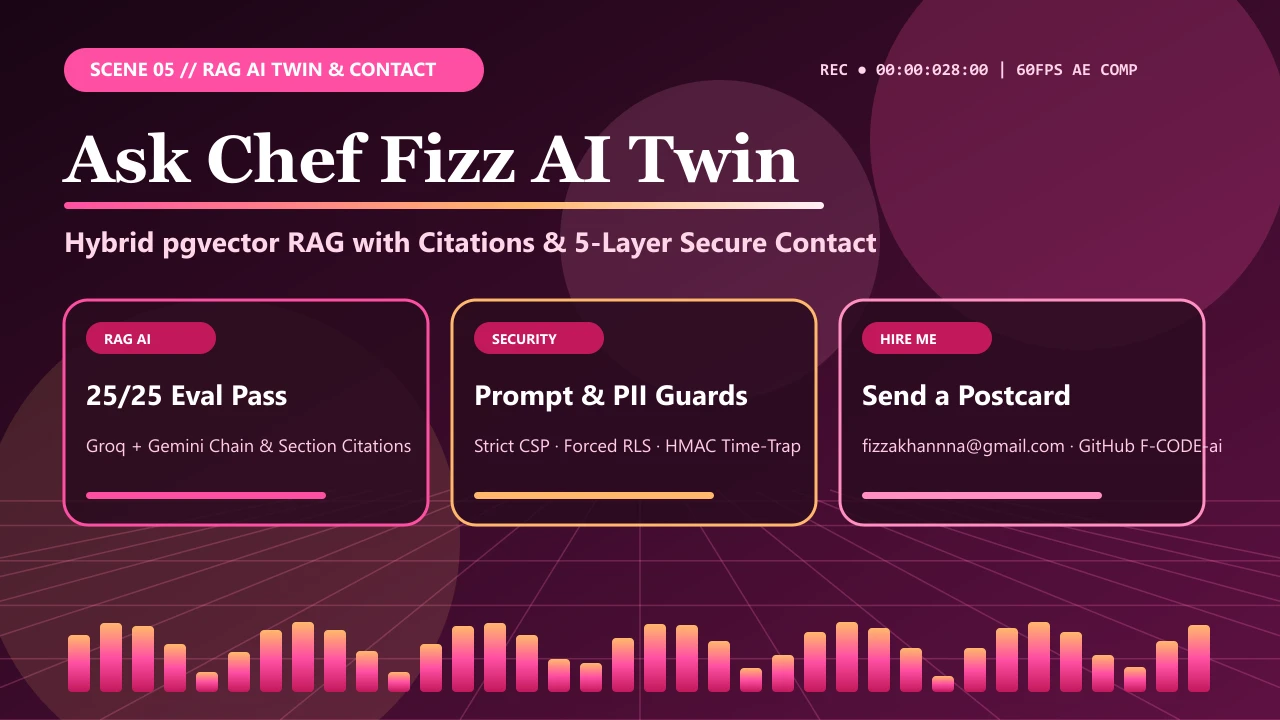 SCENE 05 // RAG AI TWIN & CONTACT
REC ● 00:00:028:00 | 60FPS AE COMP
Ask Chef Fizz AI Twin
Hybrid pgvector RAG with Citations & 5-Layer Secure Contact
RAG AI
25/25 Eval Pass
Groq + Gemini Chain & Section Citations
SECURITY
Prompt & PII Guards
Strict CSP · Forced RLS · HMAC Time-Trap
HIRE ME
Send a Postcard
fizzakhannna@gmail.com · GitHub F-CODE-ai